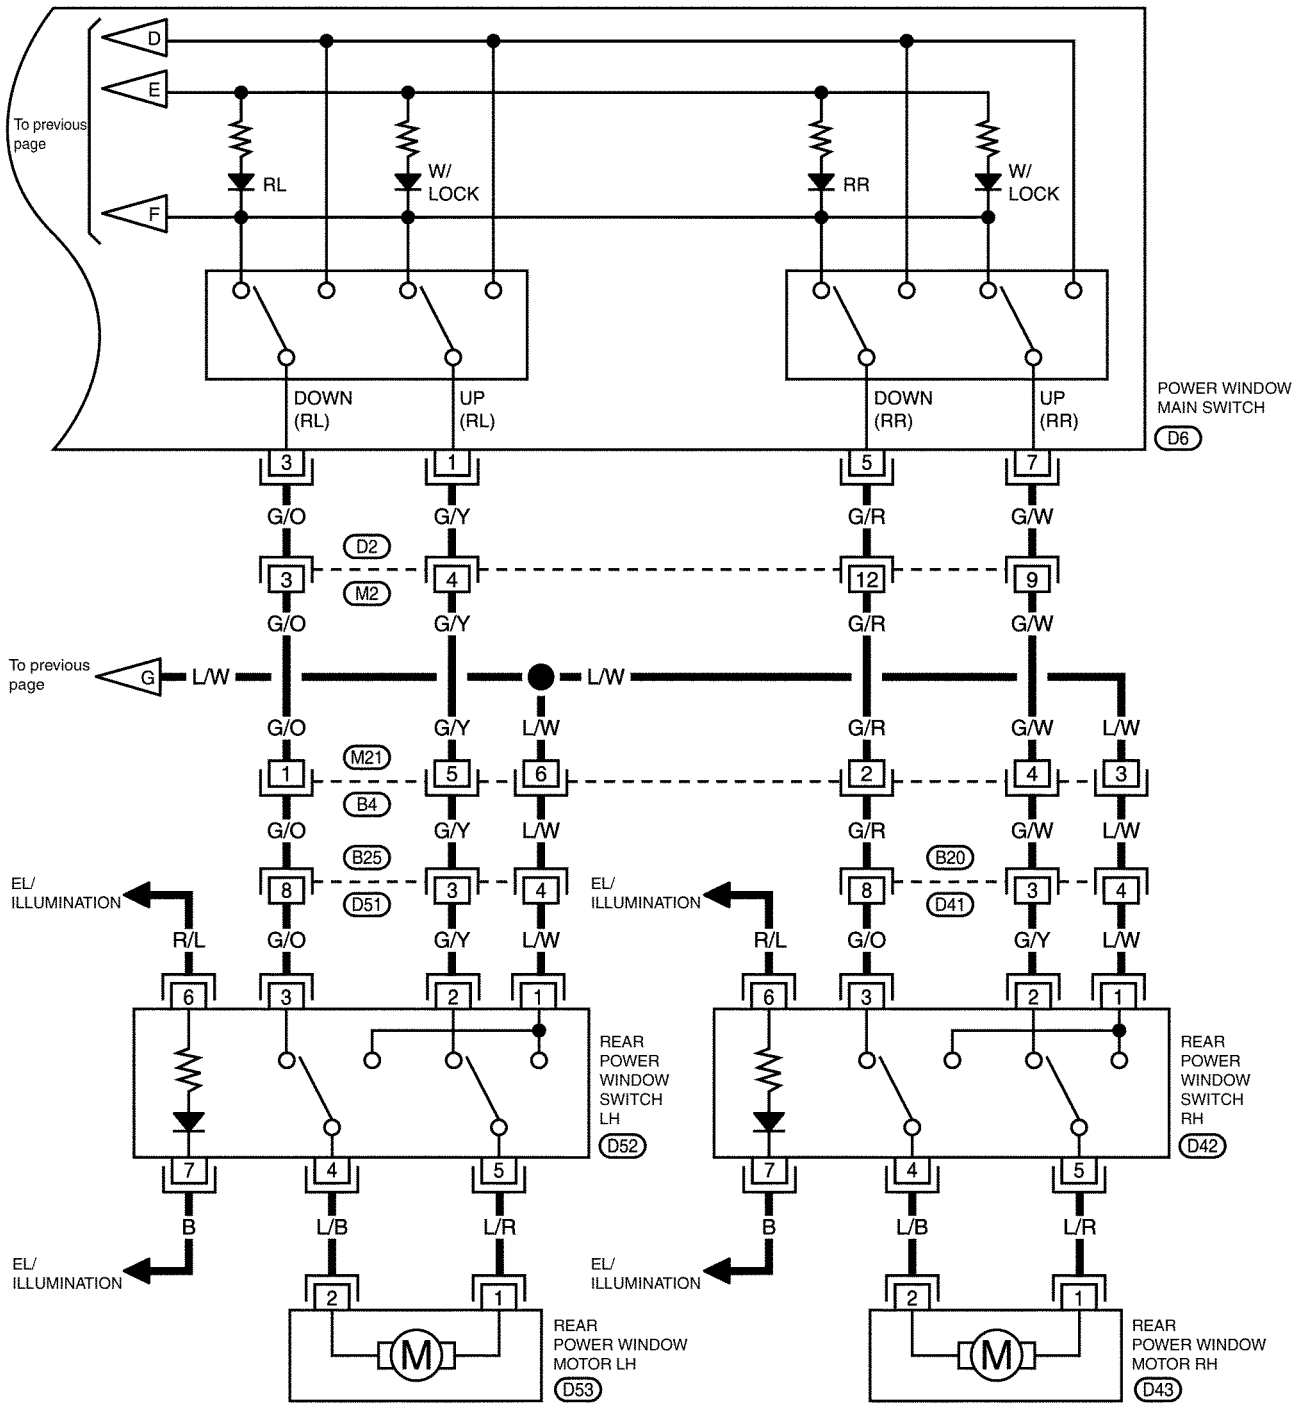 D
E
To previous
page
RL
W/
LOCK
RR
W/
LOCK
F
DOWN
(RL)
UP
(RL)
DOWN
(RR)
UP
(RR)
POWER WINDOW
MAIN SWITCH
D6
3 1 5 7
G/O G/Y G/R G/W
D2
3 4 12 9
M2
G/O G/Y G/R G/W
To previous
page
G L/W L/W
G/O G/Y L/W G/R G/W L/W
M21
1 5 6 2 4 3
B4
G/O G/Y L/W G/R G/W L/W
B25 B20
EL/
ILLUMINATION
8 3 4
EL/
ILLUMINATION
8 3 4
D51 D41
R/L G/O G/Y L/W R/L G/O G/Y L/W
6 3 2 1 6 3 2 1
REAR
POWER
WINDOW
SWITCH
LH
D52
REAR
POWER
WINDOW
SWITCH
RH
D42
7 4 5 7 4 5
B L/B L/R B L/B L/R
EL/
ILLUMINATION
EL/
ILLUMINATION
2 1 2 1
M
REAR
POWER WINDOW
MOTOR LH
D53
M
REAR
POWER WINDOW
MOTOR RH
D43